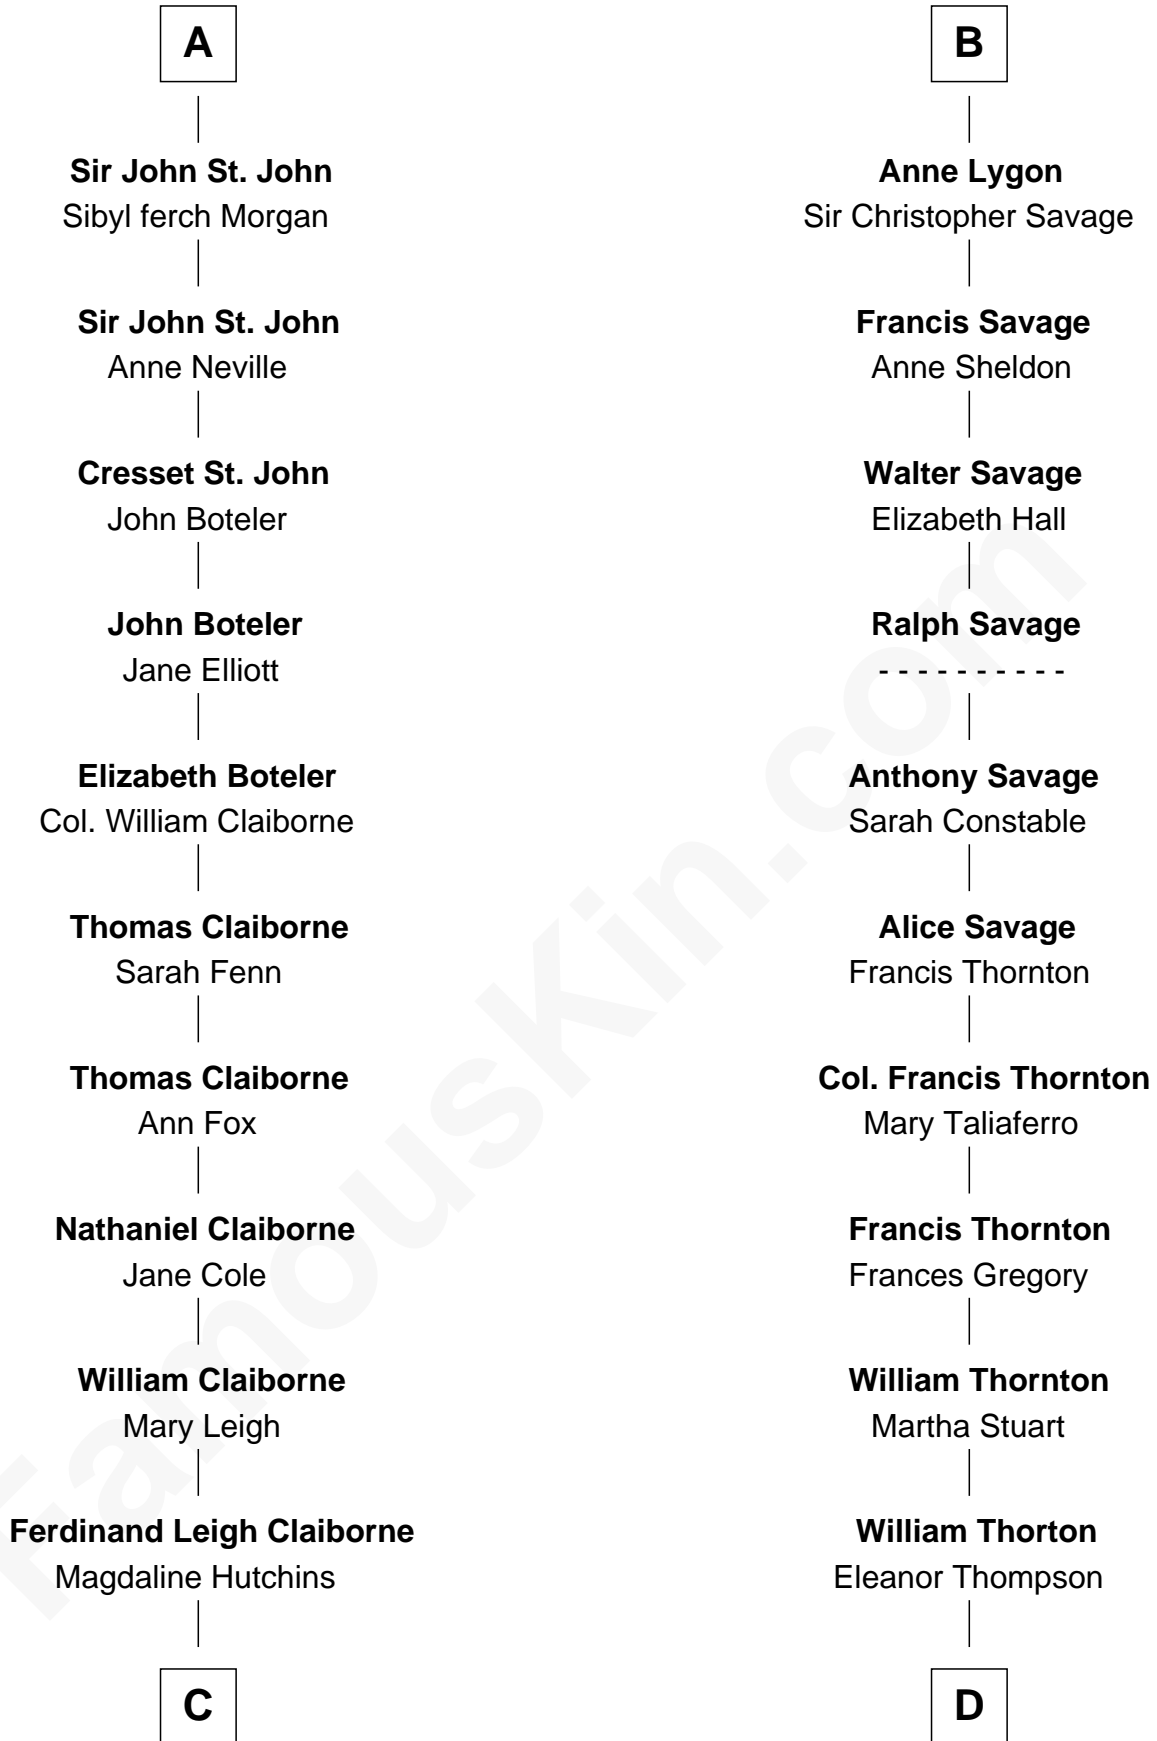 A
Sir John St. John
Sibyl ferch Morgan
Sir John St. John
Anne Neville
Cresset St. John
John Boteler
John Boteler
Jane Elliott
Elizabeth Boteler
Col. William Claiborne
Thomas Claiborne
Sarah Fenn
Thomas Claiborne
Ann Fox
Nathaniel Claiborne
Jane Cole
William Claiborne
Mary Leigh
Ferdinand Leigh Claiborne
Magdaline Hutchins
C
B
Anne Lygon
Sir Christopher Savage
Francis Savage
Anne Sheldon
Walter Savage
Elizabeth Hall
Ralph Savage
- - - - - - - - - -
Anthony Savage
Sarah Constable
Alice Savage
Francis Thornton
Col. Francis Thornton
Mary Taliaferro
Francis Thornton
Frances Gregory
William Thornton
Martha Stuart
William Thorton
Eleanor Thompson
D
FamousKin.com